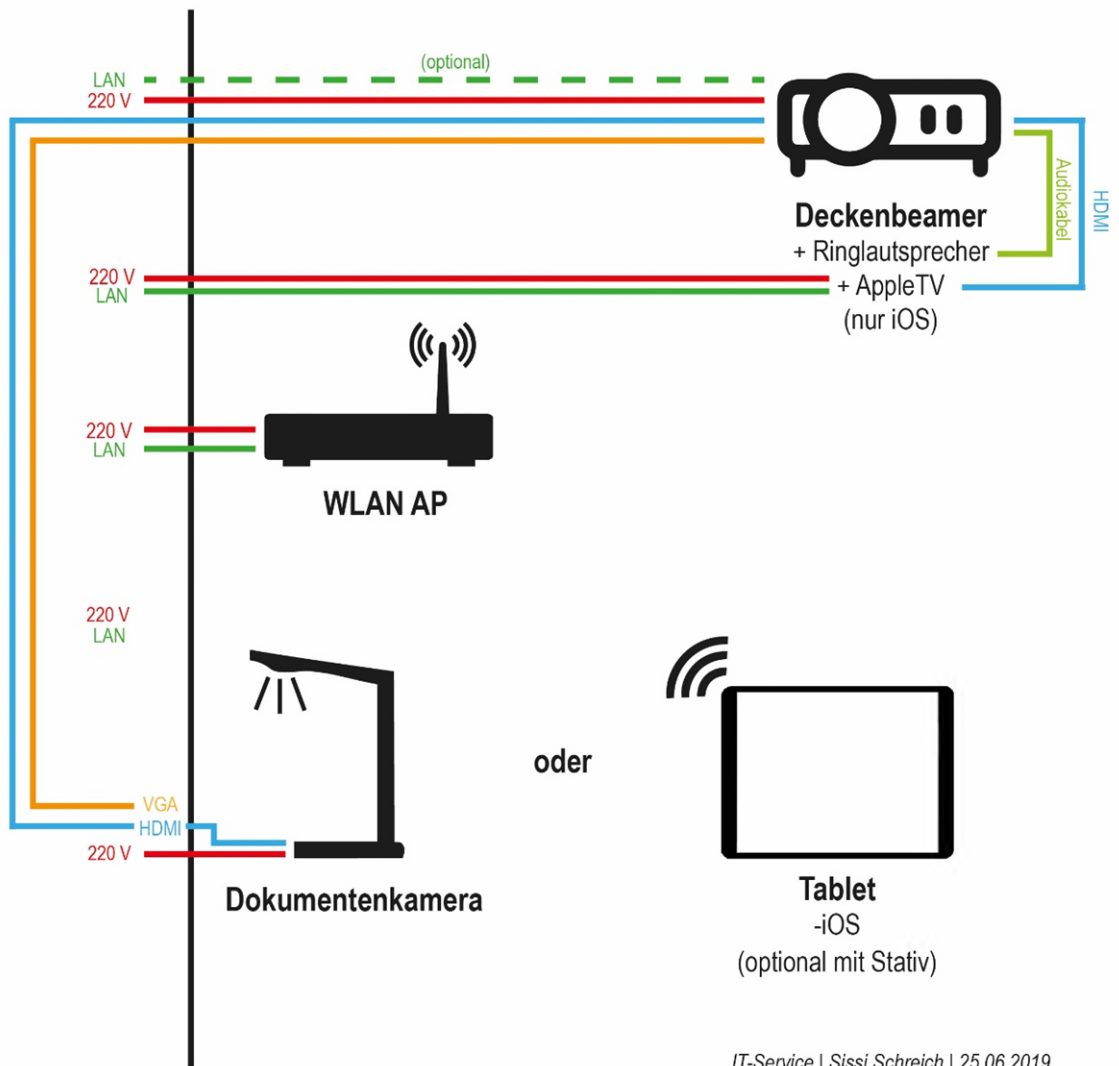 (optional)
LAN
220 V
Audiokabel
HDMI
Deckenbeamer
+ Ringlautsprecher
+ AppleTV
(nur iOS)
220 V
LAN
220 V
LAN
WLAN AP
220 V
LAN
oder
VGA
HDMI
220 V
Dokumentenkamera
Tablet
-iOS
(optional mit Stativ)
IT-Service | Sissi Schreich | 25.06.2019